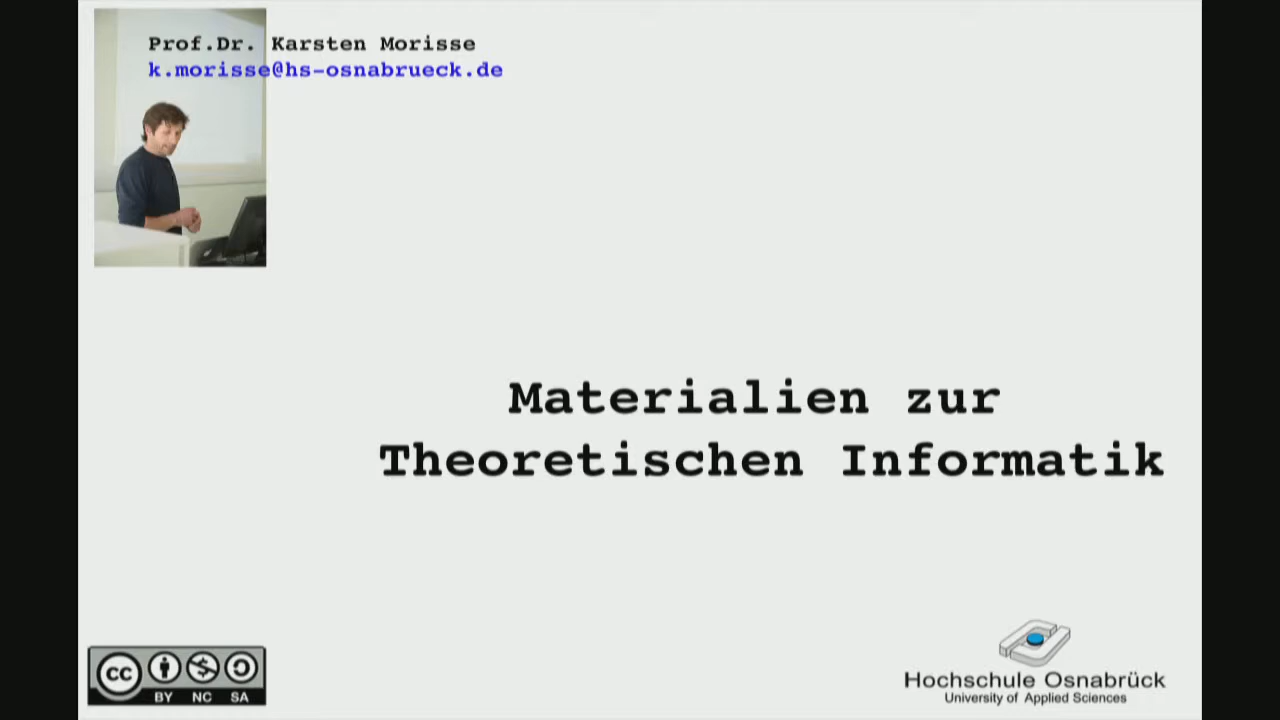 Prof.Dr. Karsten Morisse
k.morisse@hs-osnabrueck.de
Materialien zur
Theoretischen Informatik
cc
BY NC SA
Hochschule Osnabrück
University of Applied Sciences